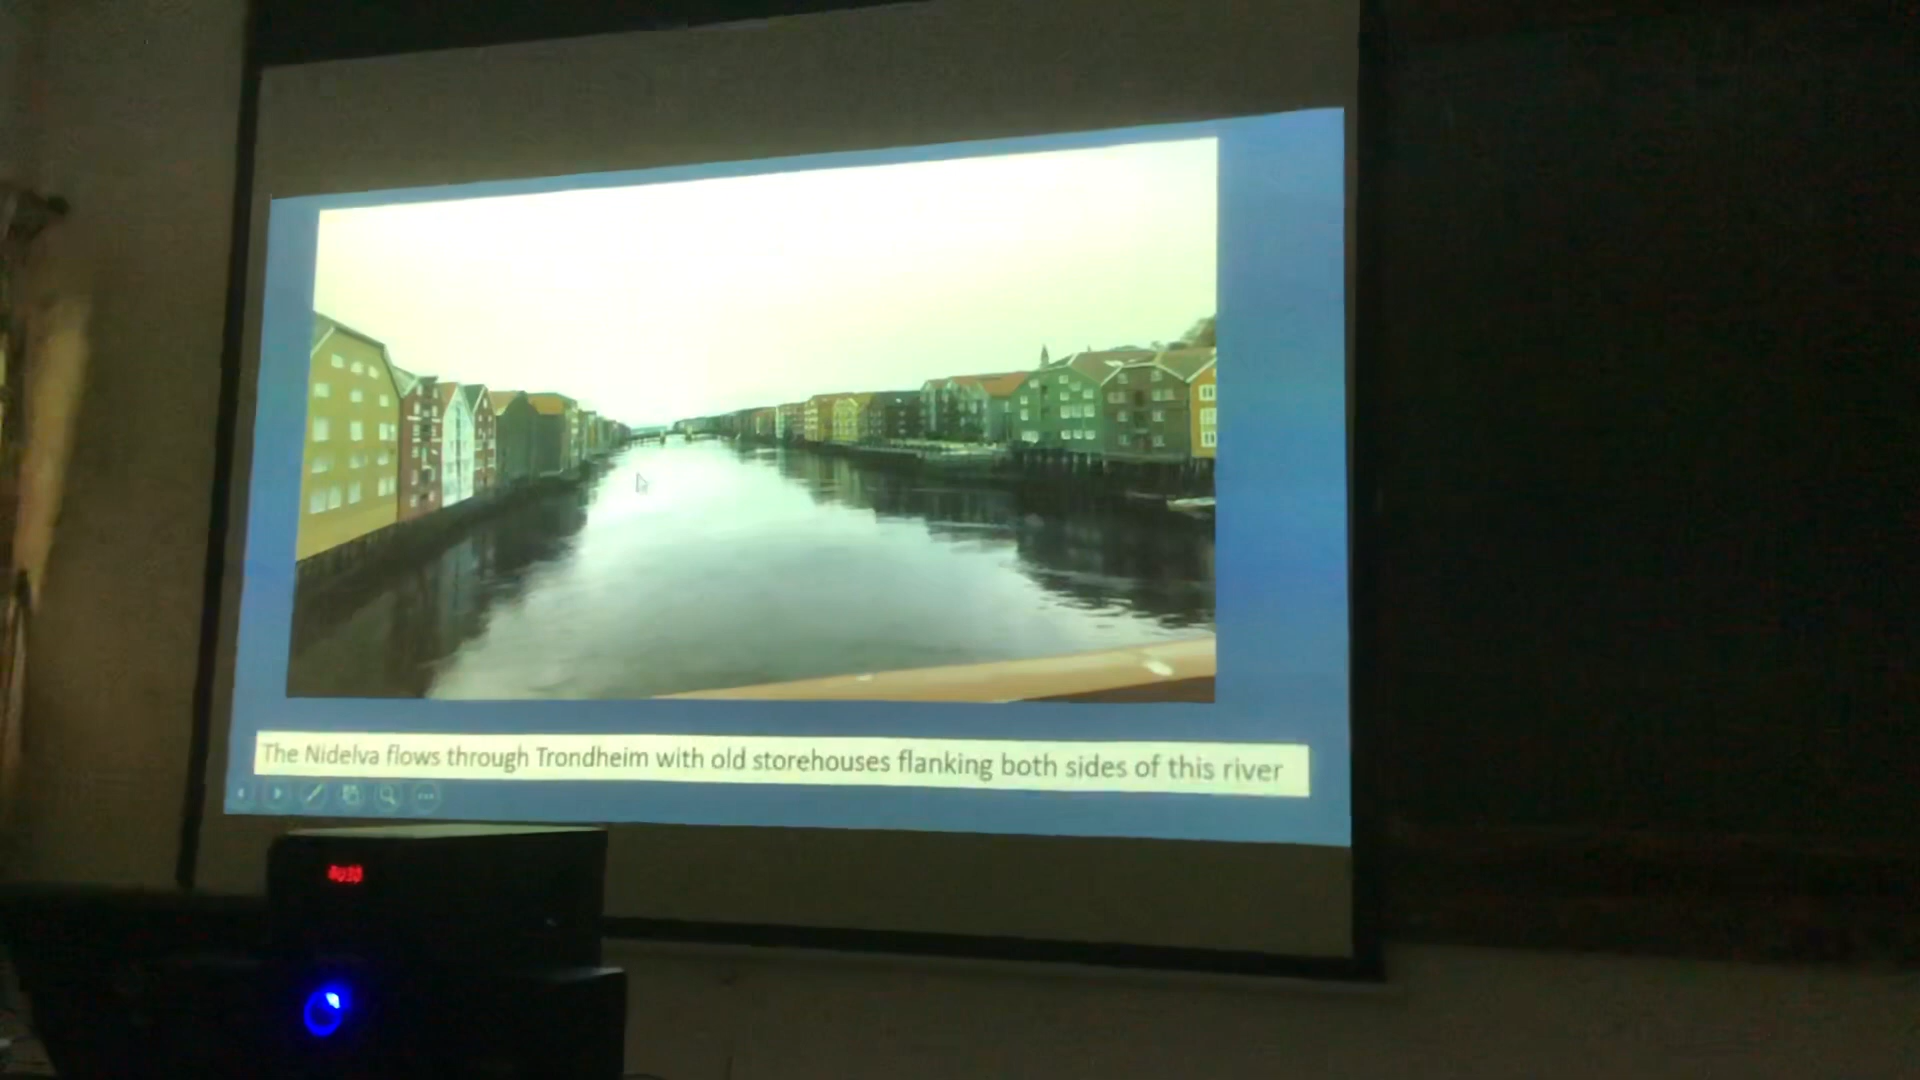 The Nidelva flows through Trondheim with old storehouses flanking both sides of this river